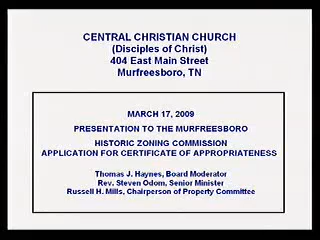 CENTRAL CHRISTIAN CHURCH
(Disciples of Christ)
404 East Main Street
Murfreesboro, TN
MARCH 17, 2009
PRESENTATION TO THE MURFREESBORO
HISTORIC ZONING COMMISSION
APPLICATION FOR CERTIFICATE OF APPROPRIATENESS
Thomas J. Haynes, Board Moderator
Rev. Steven Odom, Senior Minister
Russell H. Mills, Chairperson of Property Committee